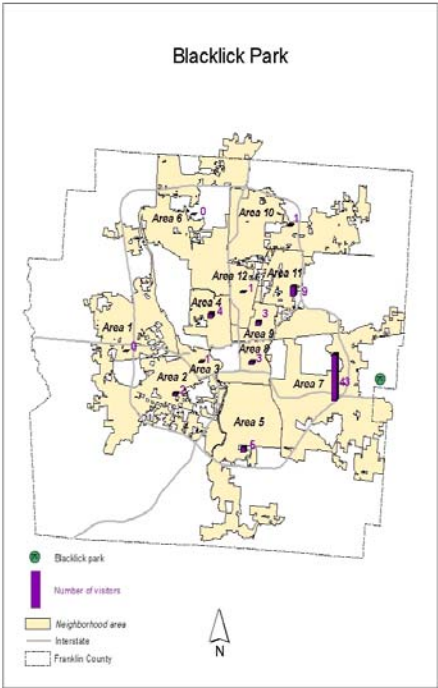 Blacklick Park
Area 6
0
Area 10
1
Area 12
1
Area 11
9
Area 4
4
3
Area 9
Area 1
0
1
Area 3
Area 8
3
Area 2
2
Area 7
43
Area 5
5
Blacklick park
Number of visitors
Neighborhood area
Interstate
Franklin County
N